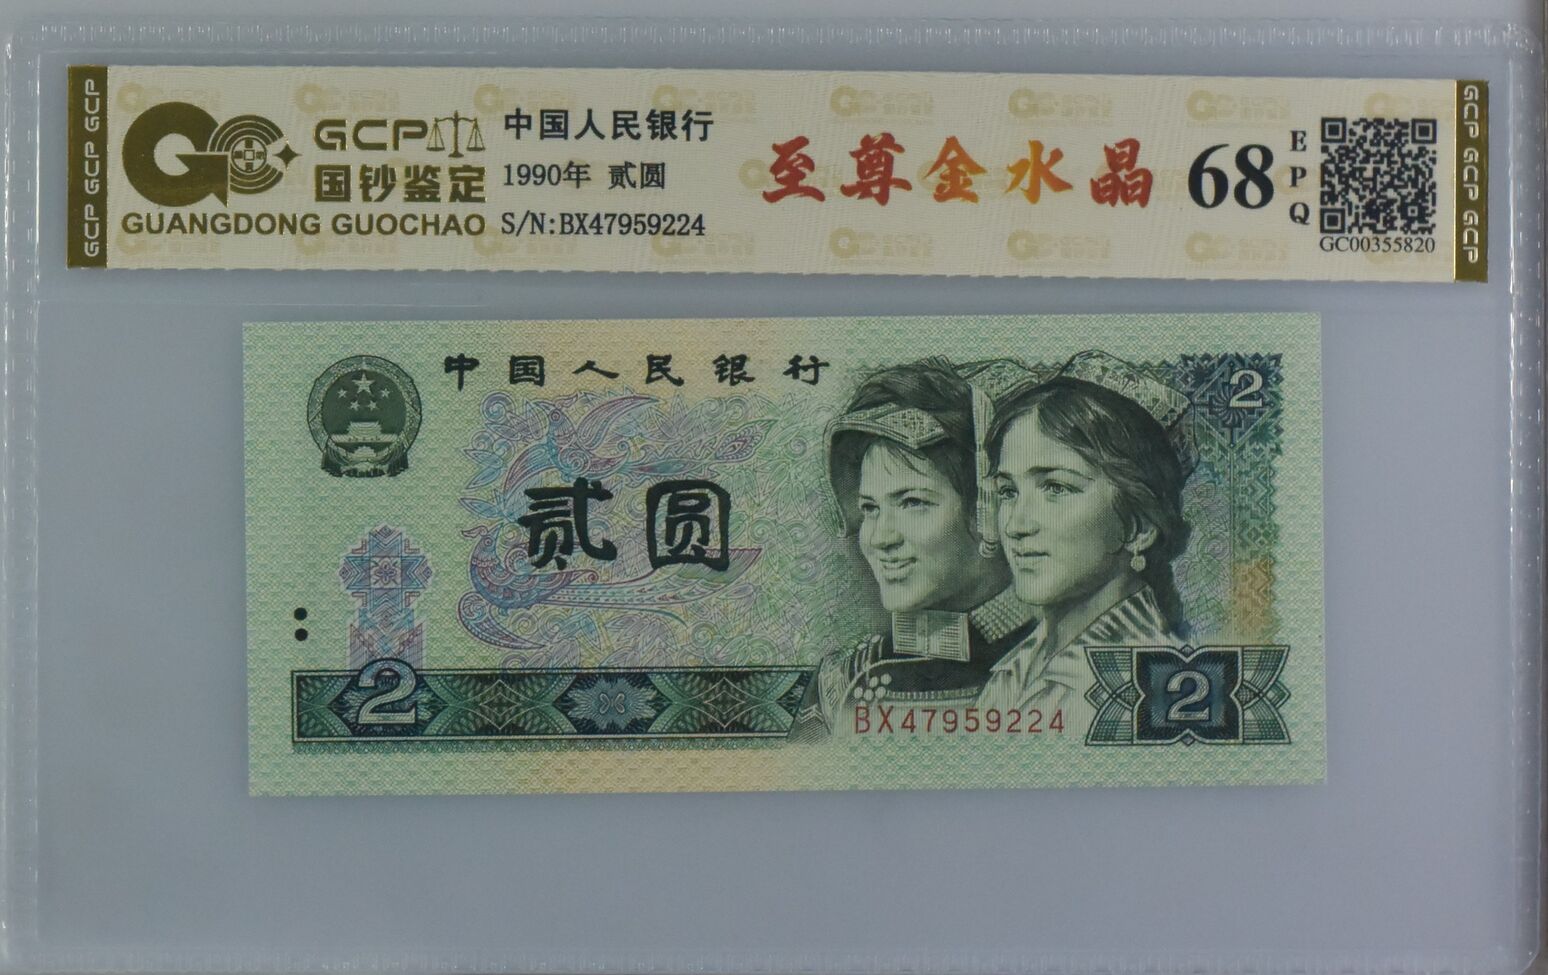 GCP GCP GCP
GCP
国钞鉴定
GUANGDONG GUOCHAO
中国人民银行
1990年 贰圆
S/N:BX47959224
至尊金水晶
68
EPQ
GC00355820
GCP GCP GCP
中国人民银行
2
贰圆
2
BX47959224
2